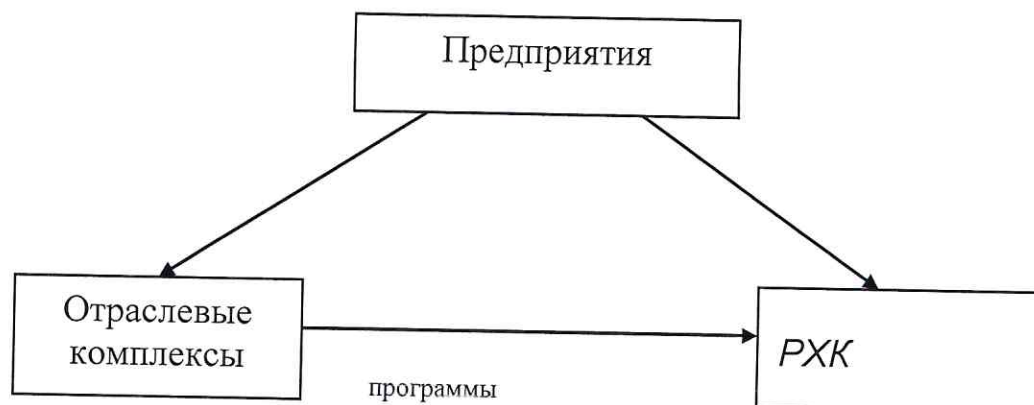 Предприятия
Отраслевые
комплексы
РХК
программы